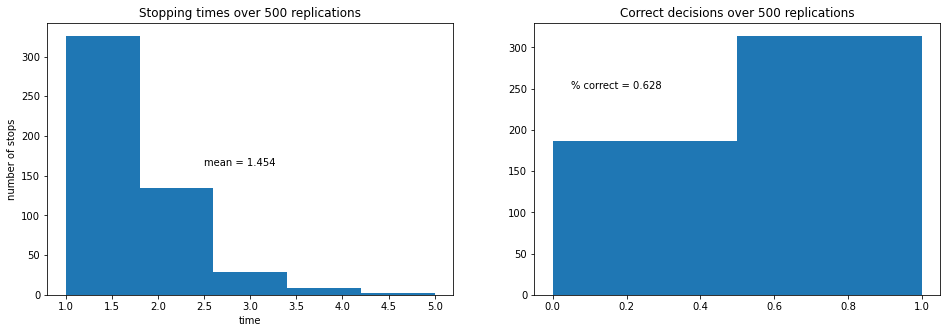 Stopping times over 500 replications
number of stops
300
250
200
150
100
50
0
mean = 1.454
1.0 1.5 2.0 2.5 3.0 3.5 4.0 4.5 5.0
time
Correct decisions over 500 replications
300
250
200
150
100
50
0
% correct = 0.628
0.0 0.2 0.4 0.6 0.8 1.0